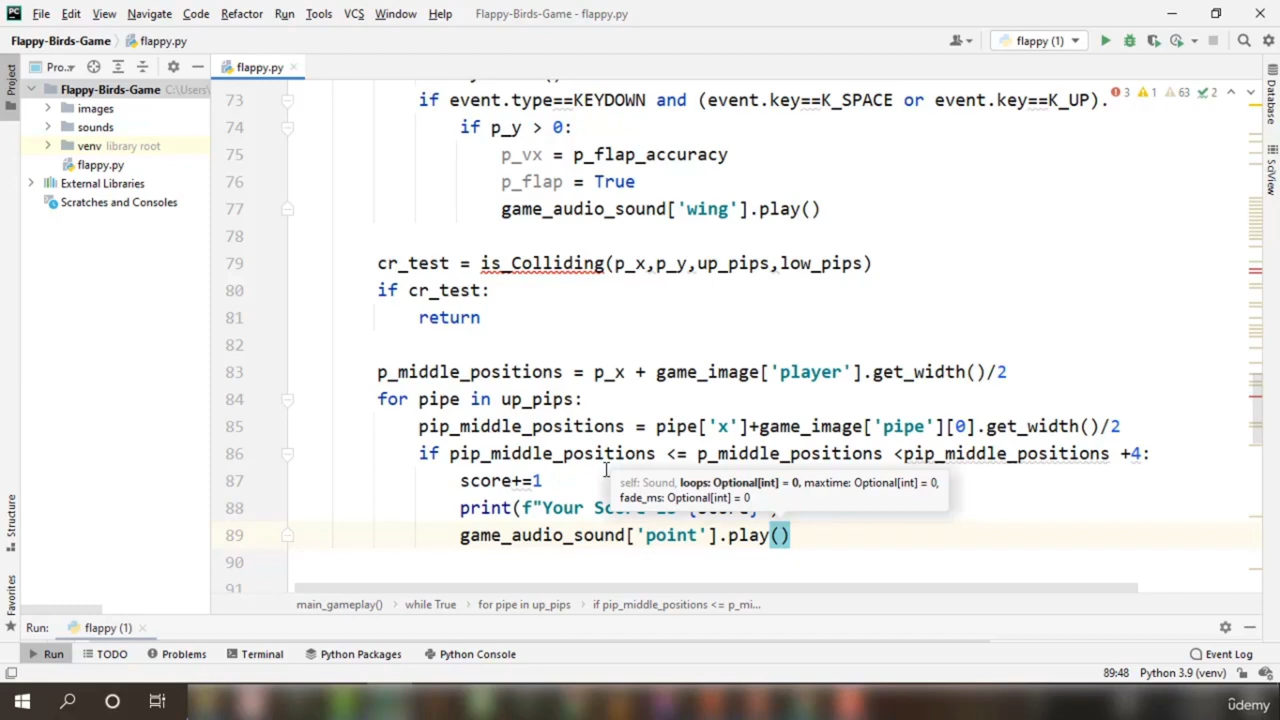 PC File Edit View Navigate Code Refactor Run Tools VCS Window Help Flappy-Birds-Game - flappy.py
Flappy-Birds-Game flappy.py flappy (1)
Project Pro... flappy.py
Flappy-Birds-Game C:\Users\
images
sounds
venv library root
flappy.py
External Libraries
Scratches and Consoles
3 1 63 2
73 if event.type==KEYDOWN and (event.key==K_SPACE or event.key==K_UP).
74 if p_y > 0:
75 p_vx = p_flap_accuracy
76 p_flap = True
77 game_audio_sound['wing'].play()
78
79 cr_test = is_Colliding(p_x,p_y,up_pips,low_pips)
80 if cr_test:
81 return
82
83 p_middle_positions = p_x + game_image['player'].get_width()/2
84 for pipe in up_pips:
85 pip_middle_positions = pipe['x']+game_image['pipe'][0].get_width()/2
86 if pip_middle_positions <= p_middle_positions <pip_middle_positions +4:
87 score+=1
self: Sound, loops: Optional[int] = 0, maxtime: Optional[int] = 0,
fade_ms: Optional[int] = 0
88 print(f"Your
89 game_audio_sound['point'].play()
90
91
Database
SciView
Structure
Favorites
main_gameplay() while True for pipe in up_pips if pip_middle_positions <= p_mi...
Run: flappy (1)
Run TODO Problems Terminal Python Packages Python Console Event Log
89:48 Python 3.9 (venv)
ûdemy